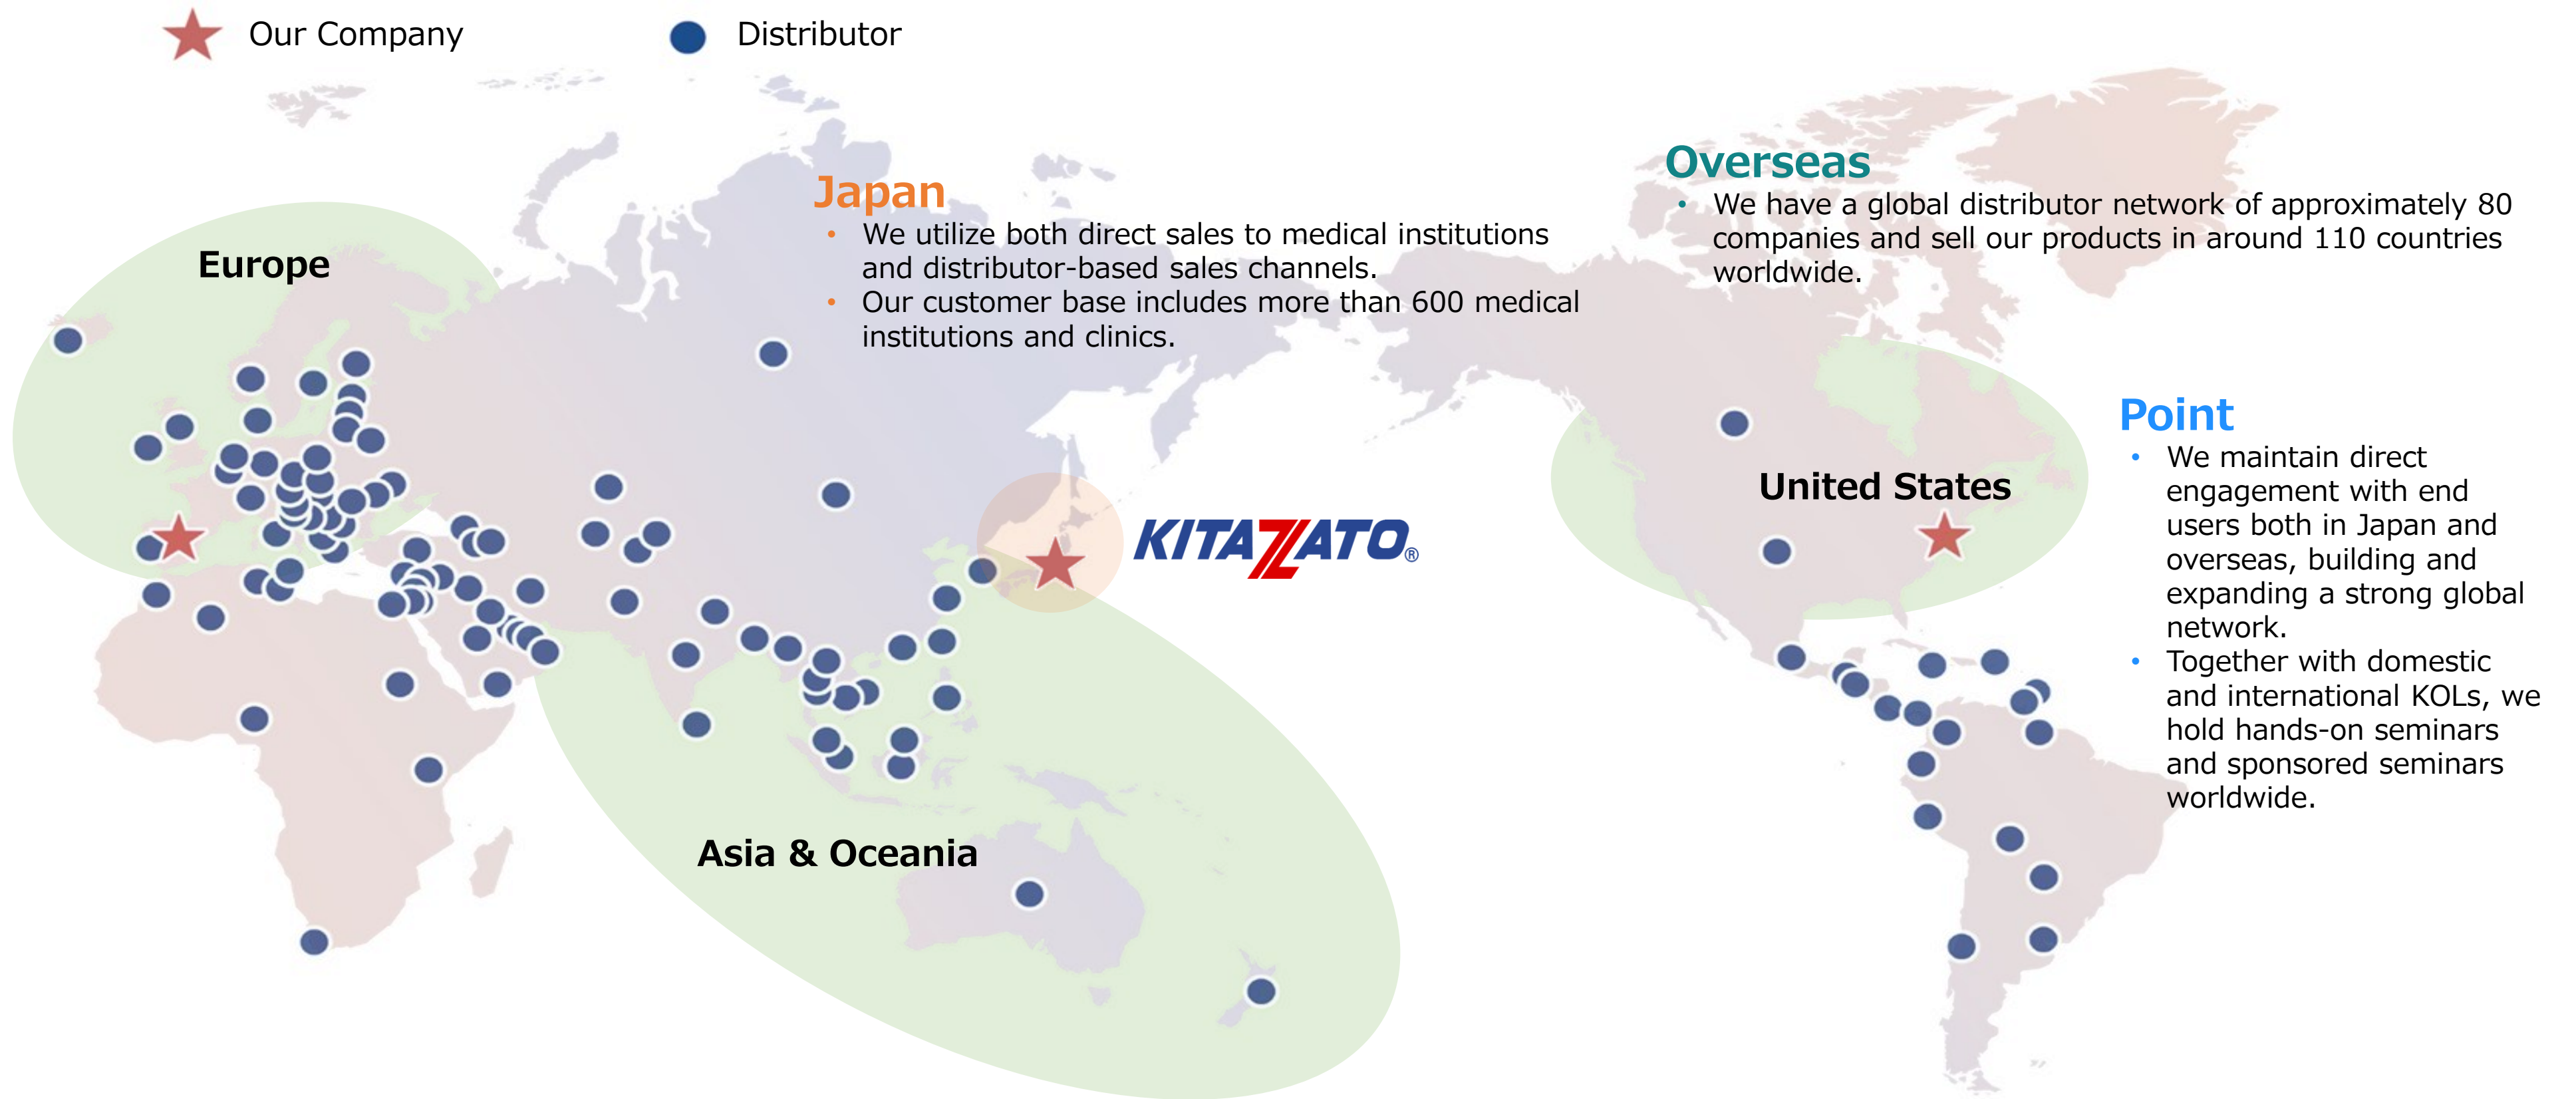 Our Company
Distributor
Japan
• We utilize both direct sales to medical institutions
and distributor-based sales channels.
• Our customer base includes more than 600 medical
institutions and clinics.
Overseas
• We have a global distributor network of approximately 80
companies and sell our products in around 110 countries
worldwide.
Europe
Point
• We maintain direct
engagement with end
users both in Japan and
overseas, building and
expanding a strong global
network.
• Together with domestic
and international KOLs, we
hold hands-on seminars
and sponsored seminars
worldwide.
United States
KITAZATO®
Asia & Oceania